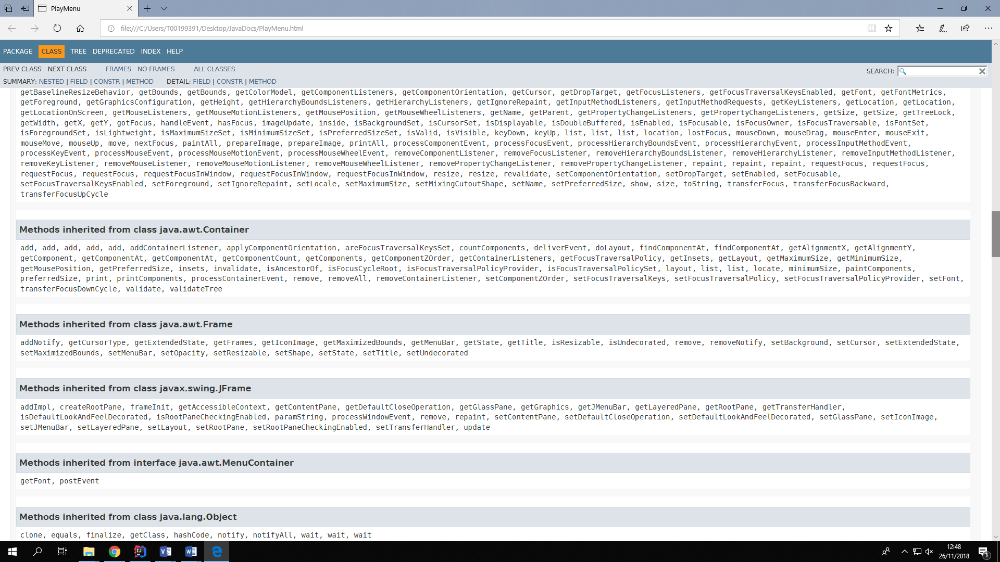 PlayMenu
file:///C:/Users/T00199391/Desktop/JavaDocs/PlayMenu.html
PACKAGE CLASS TREE DEPRECATED INDEX HELP
PREV CLASS NEXT CLASS FRAMES NO FRAMES ALL CLASSES
SEARCH:
SUMMARY: NESTED | FIELD | CONSTR | METHOD DETAIL: FIELD | CONSTR | METHOD
getBaselineResizeBehavior, getBounds, getBounds, getColorModel, getComponentListeners, getComponentOrientation, getCursor, getDropTarget, getFocusListeners, getFocusTraversalKeysEnabled, getFont, getFontMetrics,
getForeground, getGraphicsConfiguration, getHeight, getHierarchyBoundsListeners, getHierarchyListeners, getIgnoreRepaint, getInputMethodListeners, getInputMethodRequests, getKeyListeners, getLocation, getLocation,
getLocationOnScreen, getMouseListeners, getMouseMotionListeners, getMousePosition, getMouseWheelListeners, getName, getParent, getPropertyChangeListeners, getPropertyChangeListeners, getSize, getSize, getTreeLock,
getWidth, getX, getY, gotFocus, handleEvent, hasFocus, imageUpdate, inside, isBackgroundSet, isCursorSet, isDisplayable, isDoubleBuffered, isEnabled, isFocusable, isFocusOwner, isFocusTraversable, isFontSet,
isForegroundSet, isLightweight, isMaximumSizeSet, isMinimumSizeSet, isPreferredSizeSet, isValid, isVisible, keyDown, keyUp, list, list, list, location, lostFocus, mouseDown, mouseDrag, mouseEnter, mouseExit,
mouseMove, mouseUp, move, nextFocus, paintAll, prepareImage, prepareImage, printAll, processComponentEvent, processFocusEvent, processHierarchyBoundsEvent, processHierarchyEvent, processInputMethodEvent,
processKeyEvent, processMouseEvent, processMouseMotionEvent, processMouseWheelEvent, removeComponentListener, removeFocusListener, removeHierarchyBoundsListener, removeHierarchyListener, removeInputMethodListener,
removeKeyListener, removeMouseListener, removeMouseMotionListener, removeMouseWheelListener, removePropertyChangeListener, removePropertyChangeListener, repaint, repaint, repaint, requestFocus, requestFocus,
requestFocus, requestFocus, requestFocusInWindow, requestFocusInWindow, requestFocusInWindow, resize, resize, revalidate, setComponentOrientation, setDropTarget, setEnabled, setFocusable,
setFocusTraversalKeysEnabled, setForeground, setIgnoreRepaint, setLocale, setMaximumSize, setMixingCutoutShape, setName, setPreferredSize, show, size, toString, transferFocus, transferFocusBackward,
transferFocusUpCycle
Methods inherited from class java.awt.Container
add, add, add, add, add, addContainerListener, applyComponentOrientation, areFocusTraversalKeysSet, countComponents, deliverEvent, doLayout, findComponentAt, findComponentAt, getAlignmentX, getAlignmentY,
getComponent, getComponentAt, getComponentAt, getComponentCount, getComponents, getComponentZOrder, getContainerListeners, getFocusTraversalPolicy, getInsets, getLayout, getMaximumSize, getMinimumSize,
getMousePosition, getPreferredSize, insets, invalidate, isAncestorOf, isFocusCycleRoot, isFocusTraversalPolicyProvider, isFocusTraversalPolicySet, layout, list, list, locate, minimumSize, paintComponents,
preferredSize, print, printComponents, processContainerEvent, remove, removeAll, removeContainerListener, setComponentZOrder, setFocusTraversalKeys, setFocusTraversalPolicy, setFocusTraversalPolicyProvider, setFont,
transferFocusDownCycle, validate, validateTree
Methods inherited from class java.awt.Frame
addNotify, getCursorType, getExtendedState, getFrames, getIconImage, getMaximizedBounds, getMenuBar, getState, getTitle, isResizable, isUndecorated, remove, removeNotify, setBackground, setCursor, setExtendedState,
setMaximizedBounds, setMenuBar, setOpacity, setResizable, setShape, setState, setTitle, setUndecorated
Methods inherited from class javax.swing.JFrame
addImpl, createRootPane, frameInit, getAccessibleContext, getContentPane, getDefaultCloseOperation, getGlassPane, getGraphics, getJMenuBar, getLayeredPane, getRootPane, getTransferHandler,
isDefaultLookAndFeelDecorated, isRootPaneCheckingEnabled, paramString, processWindowEvent, remove, repaint, setContentPane, setDefaultCloseOperation, setDefaultLookAndFeelDecorated, setGlassPane, setIconImage,
setJMenuBar, setLayeredPane, setLayout, setRootPane, setRootPaneCheckingEnabled, setTransferHandler, update
Methods inherited from interface java.awt.MenuContainer
getFont, postEvent
Methods inherited from class java.lang.Object
clone, equals, finalize, getClass, hashCode, notify, notifyAll, wait, wait, wait
12:48
26/11/2018
1